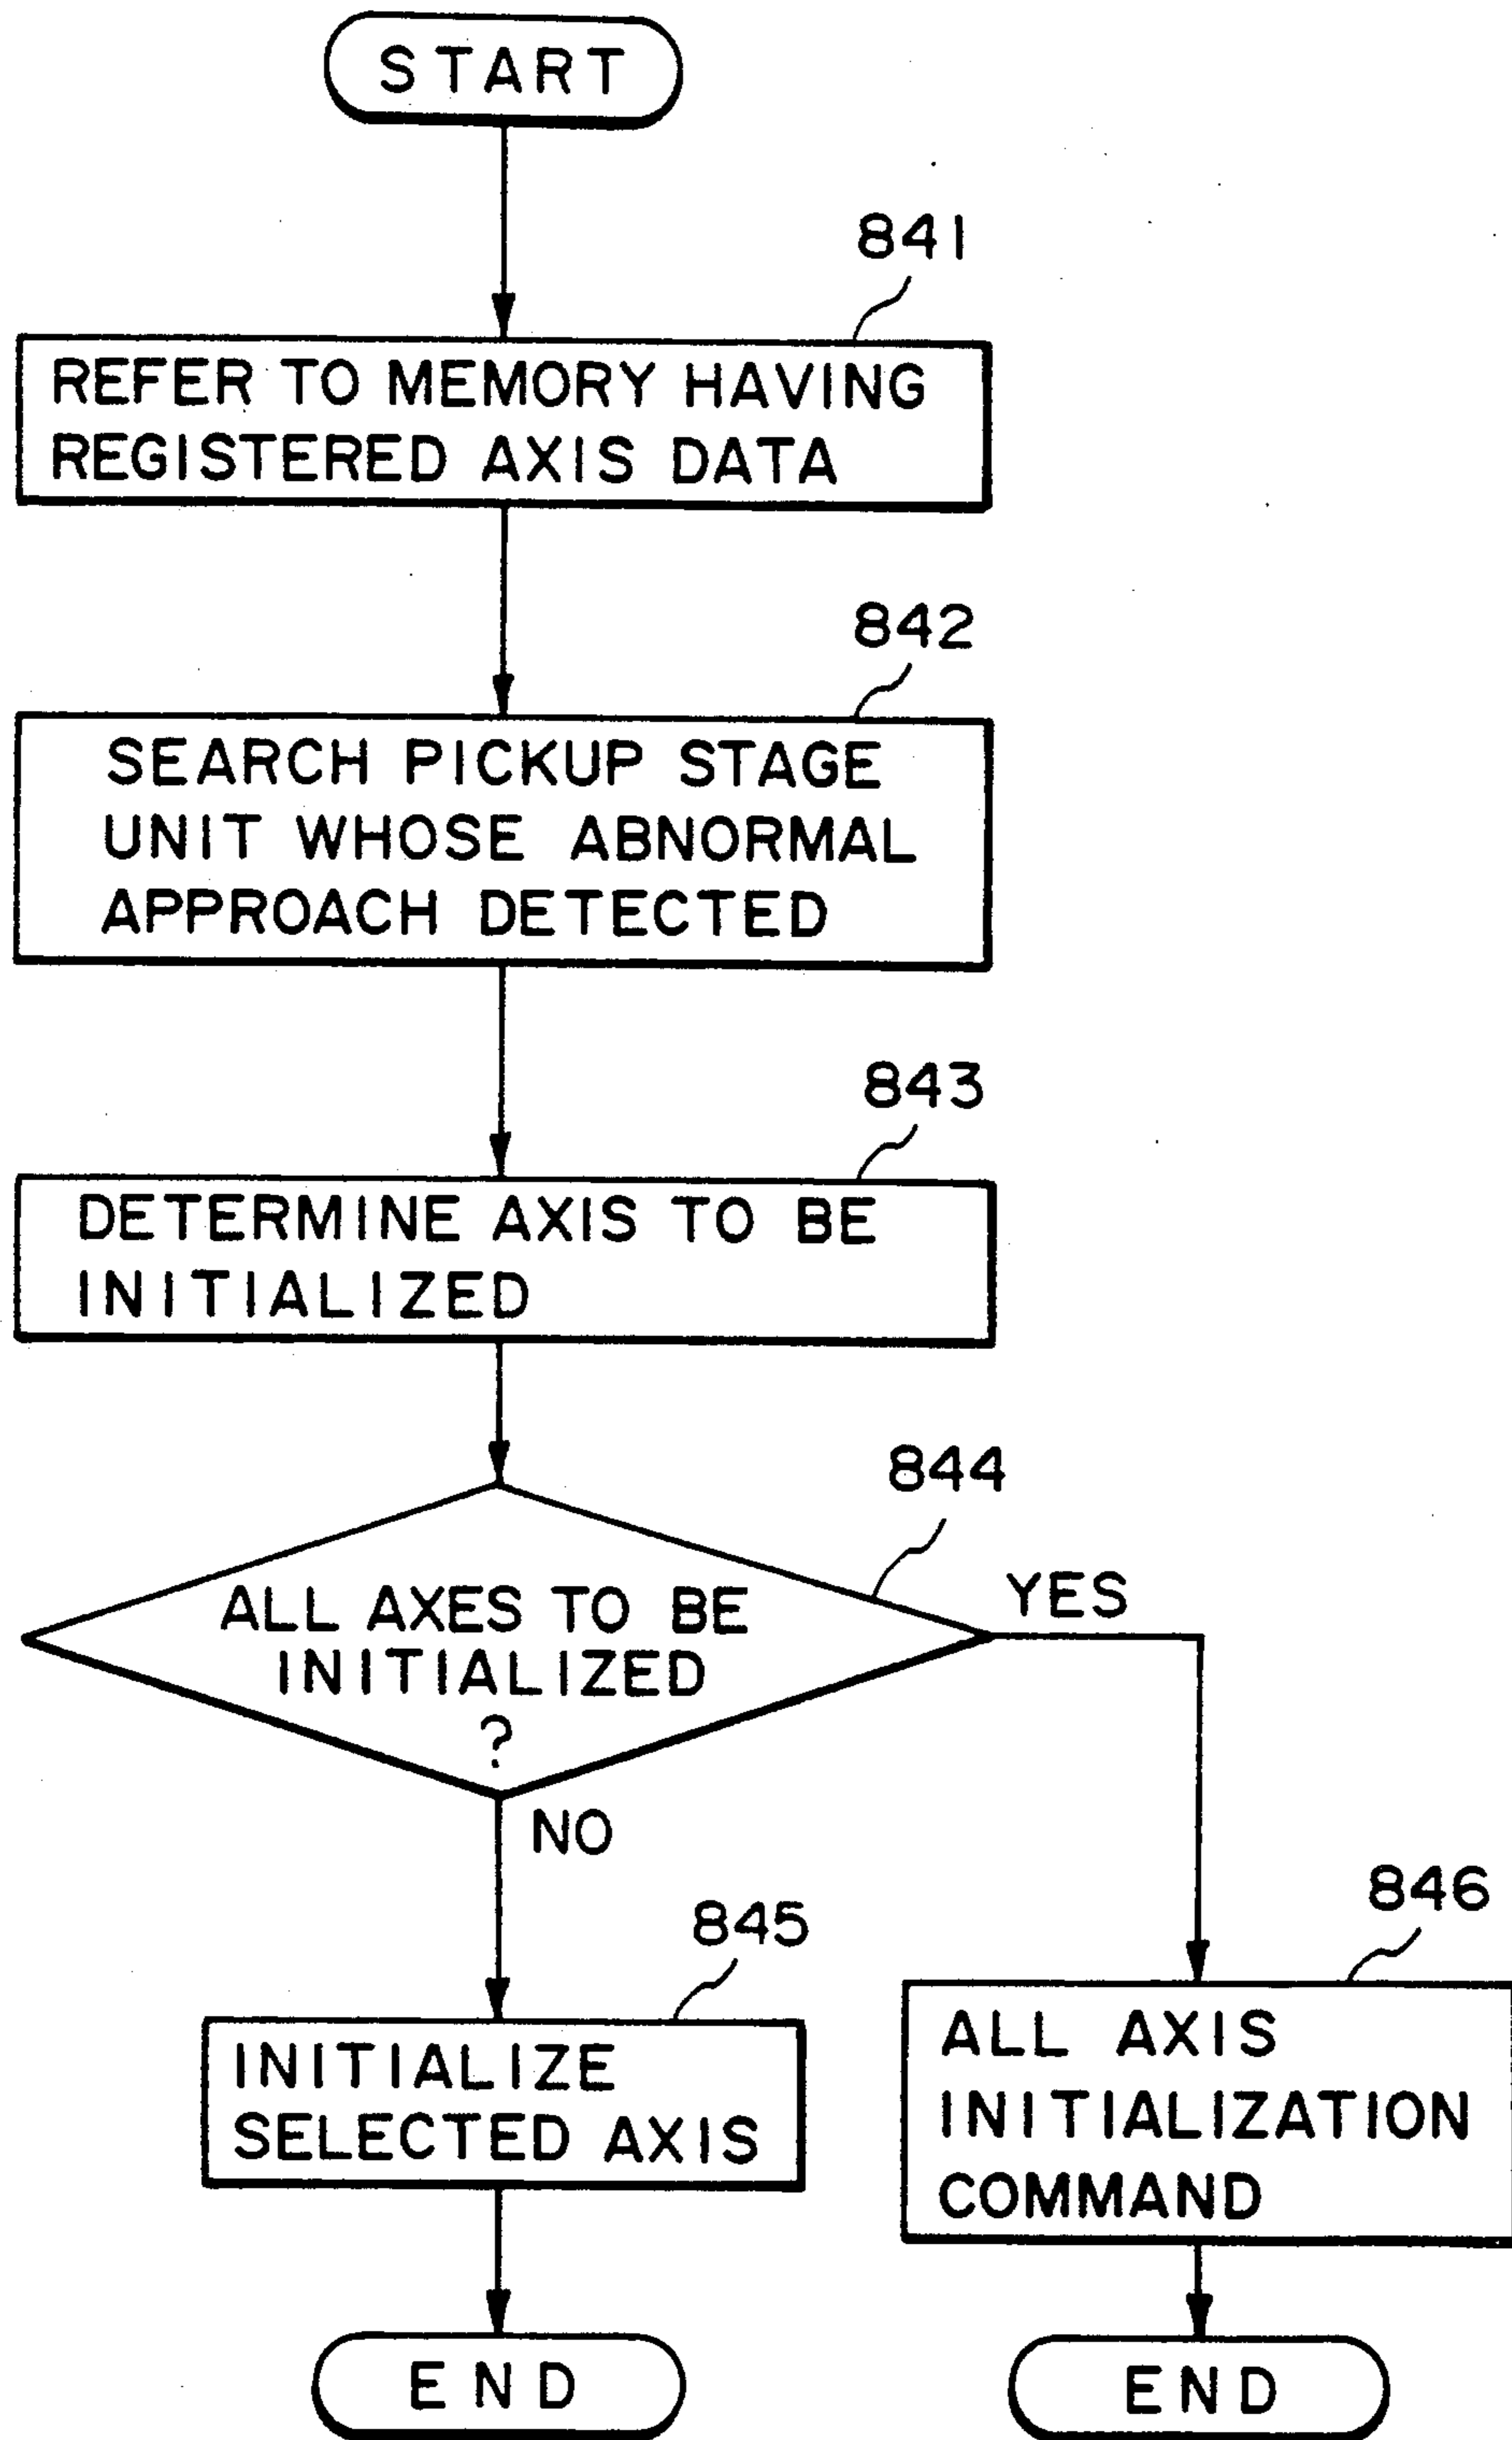 START
841
REFER TO MEMORY HAVING
REGISTERED AXIS DATA
842
SEARCH PICKUP STAGE
UNIT WHOSE ABNORMAL
APPROACH DETECTED
843
DETERMINE AXIS TO BE
INITIALIZED
844
ALL AXES TO BE
INITIALIZED
?
YES
NO
845
INITIALIZE
SELECTED AXIS
END
846
ALL AXIS
INITIALIZATION
COMMAND
END